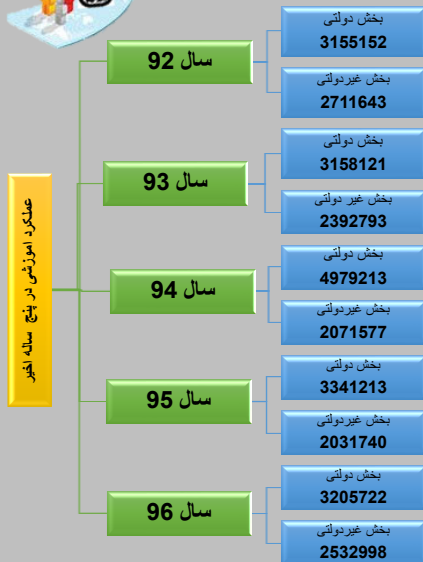 عملکرد اموزشی در پنج ساله اخیر
سال 92
بخش دولتی
3155152
بخش غیردولتی
2711643
سال 93
بخش دولتی
3158121
بخش غیر دولتی
2392793
سال 94
بخش دولتی
4979213
بخش غیردولتی
2071577
سال 95
بخش دولتی
3341213
بخش غیردولتی
2031740
سال 96
بخش دولتی
3205722
بخش غیردولتی
2532998